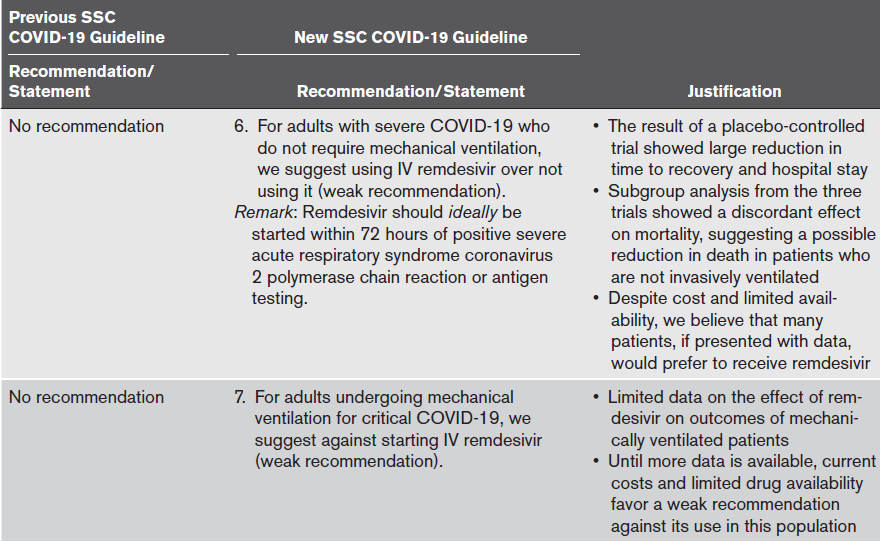 Previous SSC
COVID-19 Guideline
New SSC COVID-19 Guideline
Recommendation/
Statement
Recommendation/Statement
Justification
No recommendation
6. For adults with severe COVID-19 who
do not require mechanical ventilation,
we suggest using IV remdesivir over not
using it (weak recommendation).
Remark: Remdesivir should ideally be
started within 72 hours of positive severe
acute respiratory syndrome coronavirus
2 polymerase chain reaction or antigen
testing.
• The result of a placebo-controlled
trial showed large reduction in
time to recovery and hospital stay
• Subgroup analysis from the three
trials showed a discordant effect
on mortality, suggesting a possible
reduction in death in patients who
are not invasively ventilated
• Despite cost and limited avail-
ability, we believe that many
patients, if presented with data,
would prefer to receive remdesivir
No recommendation
7. For adults undergoing mechanical
ventilation for critical COVID-19, we
suggest against starting IV remdesivir
(weak recommendation).
• Limited data on the effect of rem-
desivir on outcomes of mechani-
cally ventilated patients
• Until more data is available, current
costs and limited drug availability
favor a weak recommendation
against its use in this population